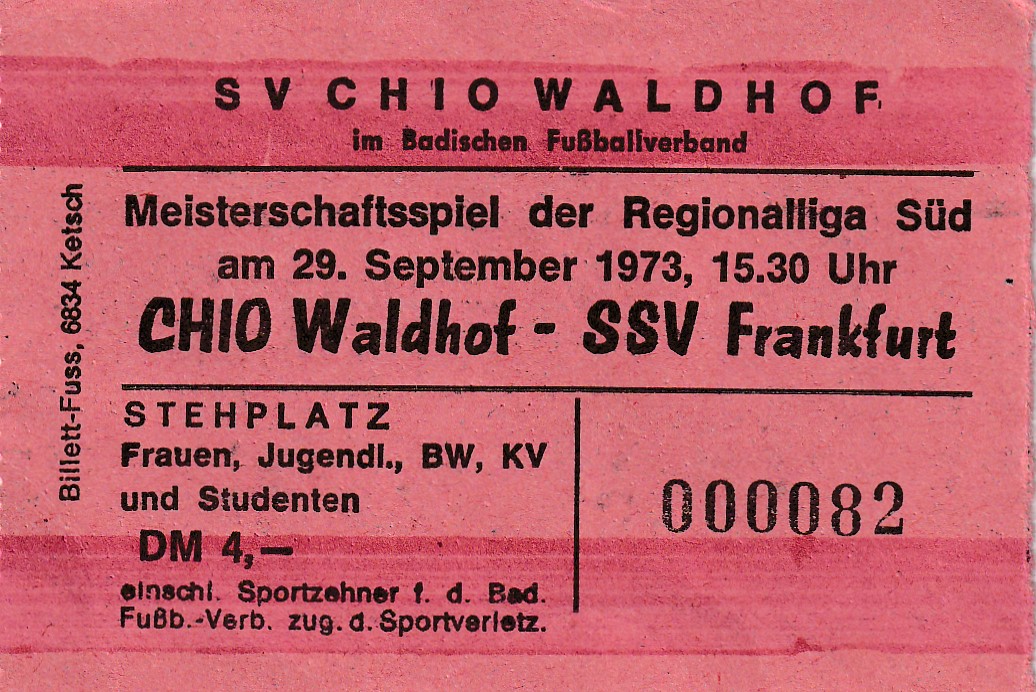 SV CHIO WALDHOF
im Badischen Fußballverband
Meisterschaftsspiel der Regionalliga Süd
am 29. September 1973, 15.30 Uhr
CHIO Waldhof - SSV Frankfurt
STEHPLATZ
Frauen, Jugendl., BW, KV
und Studenten
DM 4,—
einschl. Sportzehner f. d. Bad.
Fußb.-Verb. zug. d. Sportverletz.
000082
Billett-Fuss, 6834 Ketsch